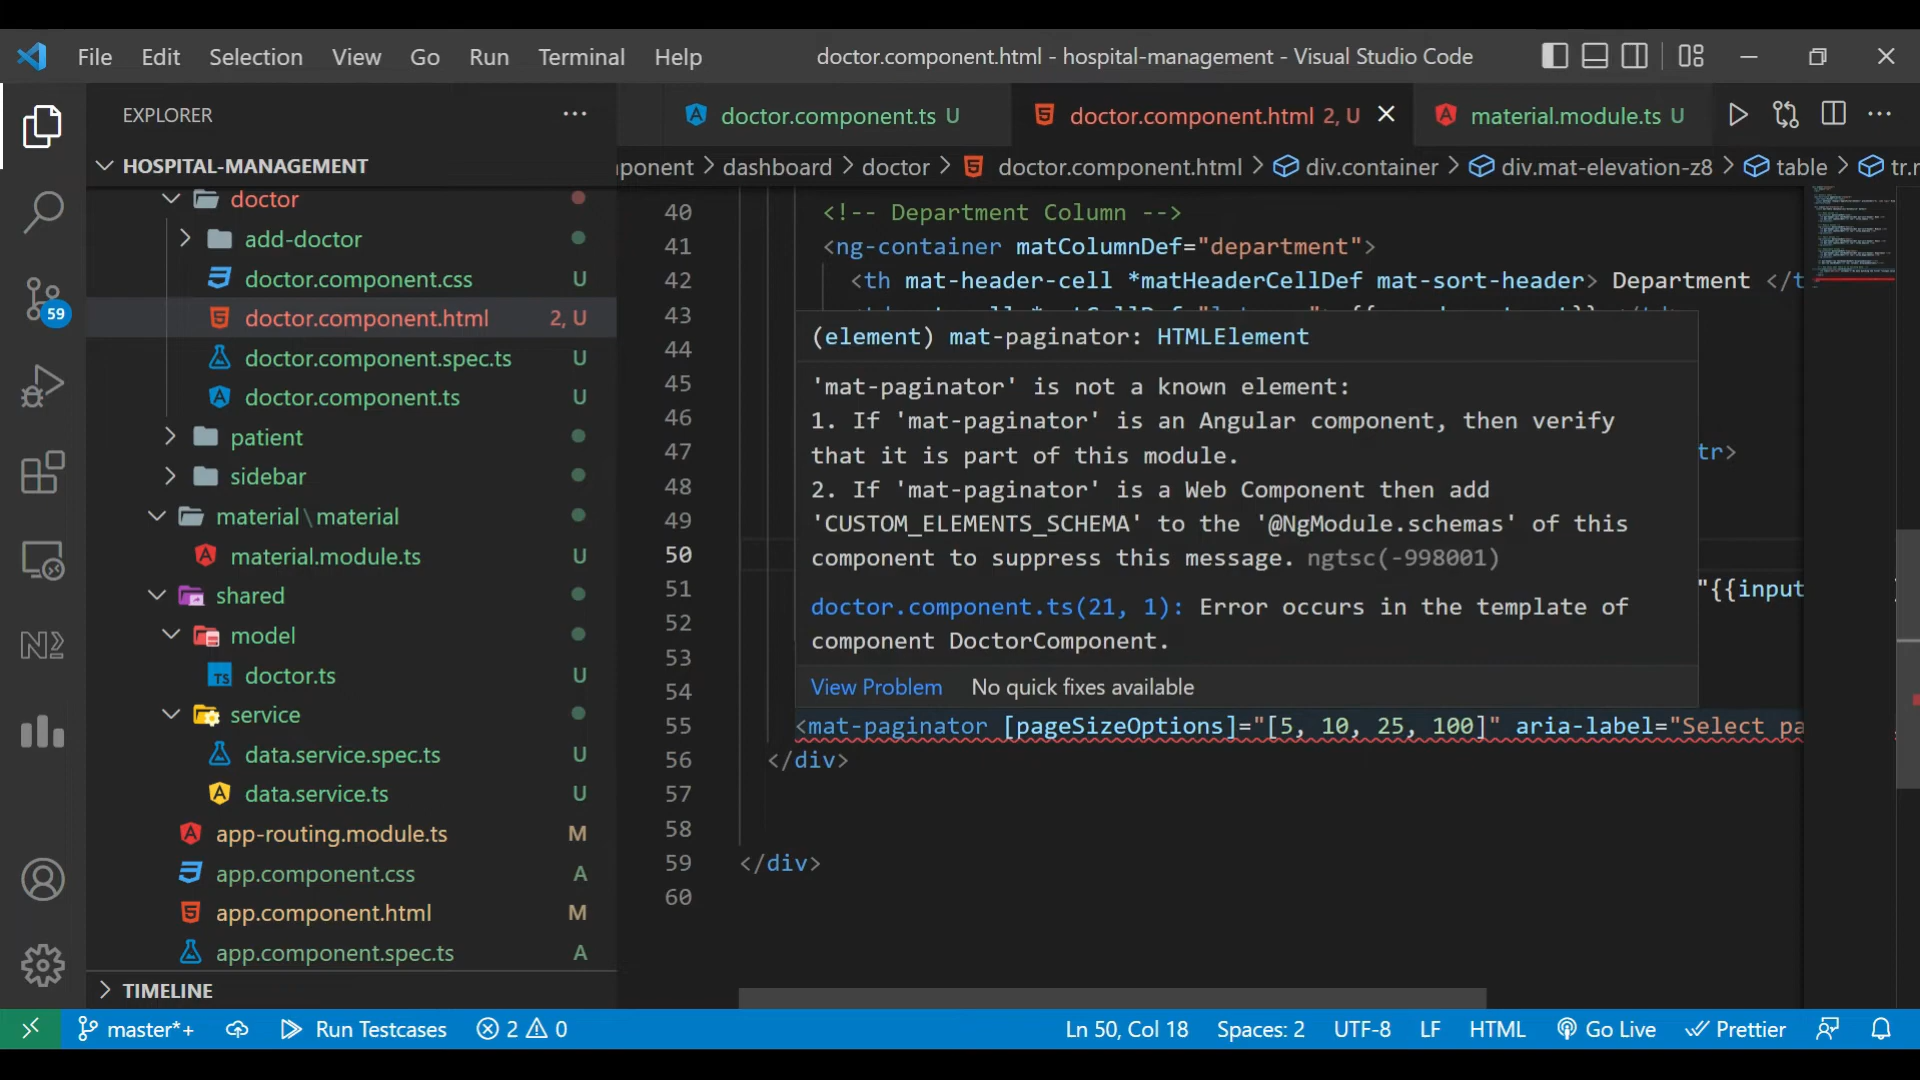 File Edit Selection View Go Run Terminal Help doctor.component.html - hospital-management - Visual Studio Code
EXPLORER
HOSPITAL-MANAGEMENT
doctor
add-doctor
doctor.component.css U
doctor.component.html 2, U
doctor.component.spec.ts U
doctor.component.ts U
patient
sidebar
material\material
material.module.ts U
shared
model
TS doctor.ts U
service
data.service.spec.ts U
data.service.ts U
app-routing.module.ts M
app.component.css A
app.component.html M
app.component.spec.ts A
TIMELINE
59
doctor.component.ts U doctor.component.html 2, U material.module.ts U
ponent > dashboard > doctor > doctor.component.html > div.container > div.mat-elevation-z8 > table > tr.r
40 <!-- Department Column -->
41 <ng-container matColumnDef="department">
42 <th mat-header-cell *matHeaderCellDef mat-sort-header> Department </t
43
44
45
46
47 tr>
48
49
50
51 "{{input
52
53
54
55 <mat-paginator [pageSizeOptions]="[5, 10, 25, 100]" aria-label="Select pa
56 </div>
57
58
59 </div>
60
(element) mat-paginator: HTMLElement
'mat-paginator' is not a known element:
1. If 'mat-paginator' is an Angular component, then verify
that it is part of this module.
2. If 'mat-paginator' is a Web Component then add
'CUSTOM_ELEMENTS_SCHEMA' to the '@NgModule.schemas' of this
component to suppress this message. ngtsc(-998001)
doctor.component.ts(21, 1): Error occurs in the template of
component DoctorComponent.
View Problem No quick fixes available
master*+ Run Testcases 2 0 Ln 50, Col 18 Spaces: 2 UTF-8 LF HTML Go Live Prettier